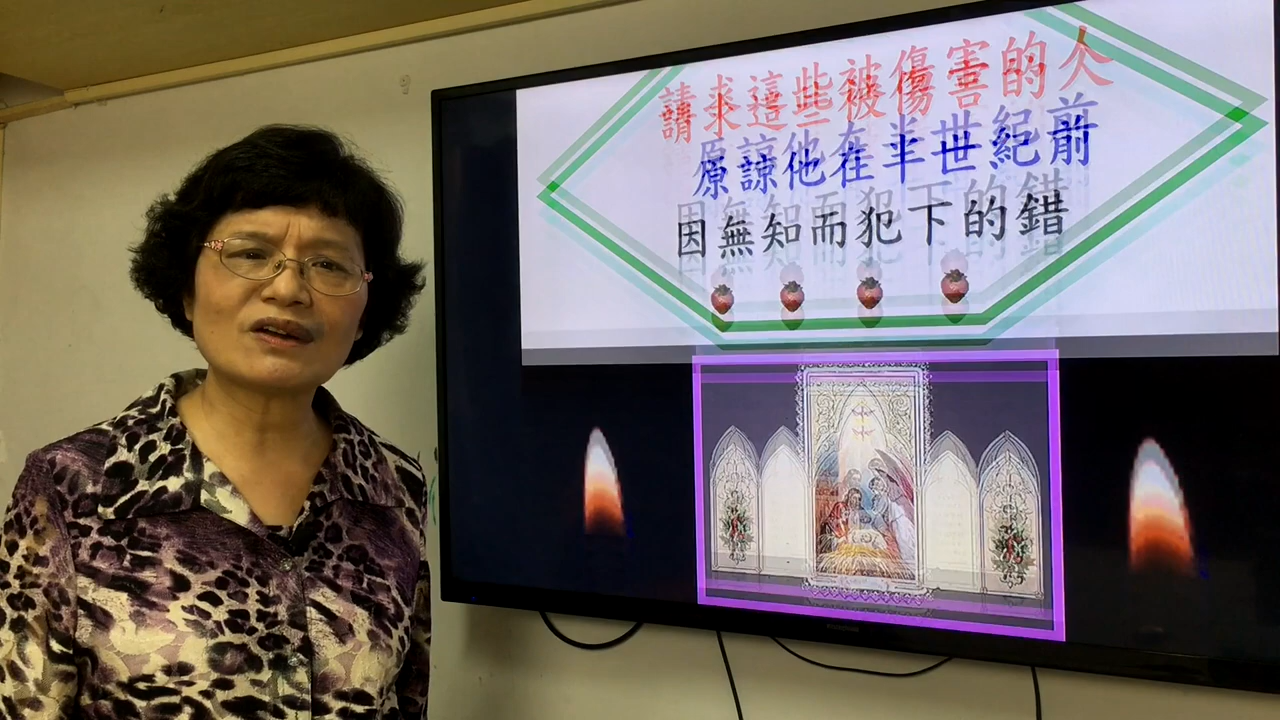 請求這些被傷害的人
原諒他在半世紀前
因無知而犯下的錯